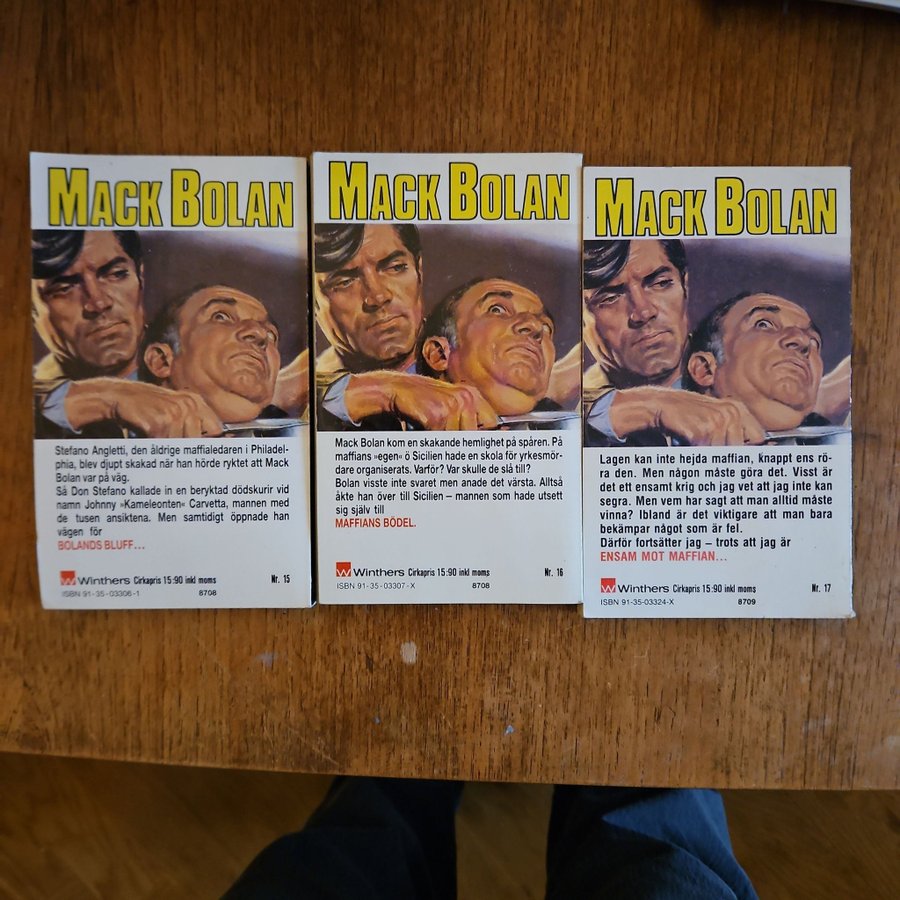 MACK BOLAN
Stefano Angletti, den åldrige maffialedaren i Philadel-
phia, blev djupt skakad när han hörde ryktet att Mack
Bolan var på väg.
Så Don Stefano kallade in en beryktad dödskurir vid
namn Johnny »Kameleonten« Carvetta, mannen med
de tusen ansiktena. Men samtidigt öppnade han
vägen för
BOLANDS BLUFF...
W Winthers Cirkapris 15:90 inkl moms Nr. 15
ISBN 91-35-03306-1 8708
MACK BOLAN
Mack Bolan kom en skakande hemlighet på spåren. På
maffians »egen« ö Sicilien hade en skola för yrkesmör-
dare organiserats. Varför? Var skulle de slå till?
Bolan visste inte svaret men anade det värsta. Alltså
åkte han över till Sicilien – mannen som hade utsett
sig själv till
MAFFIANS BÖDEL.
W Winthers Cirkapris 15:90 inkl moms Nr. 16
ISBN 91-35-03307-X 8708
MACK BOLAN
Lagen kan inte hejda maffian, knappt ens rö-
ra den. Men någon måste göra det. Visst är
det ett ensamt krig och jag vet att jag inte kan
segra. Men vem har sagt att man alltid måste
vinna? Ibland är det viktigare att man bara
bekämpar något som är fel.
Därför fortsätter jag – trots att jag är
ENSAM MOT MAFFIAN...
W Winthers Cirkapris 15:90 inkl moms Nr. 17
ISBN 91-35-03324-X 8709